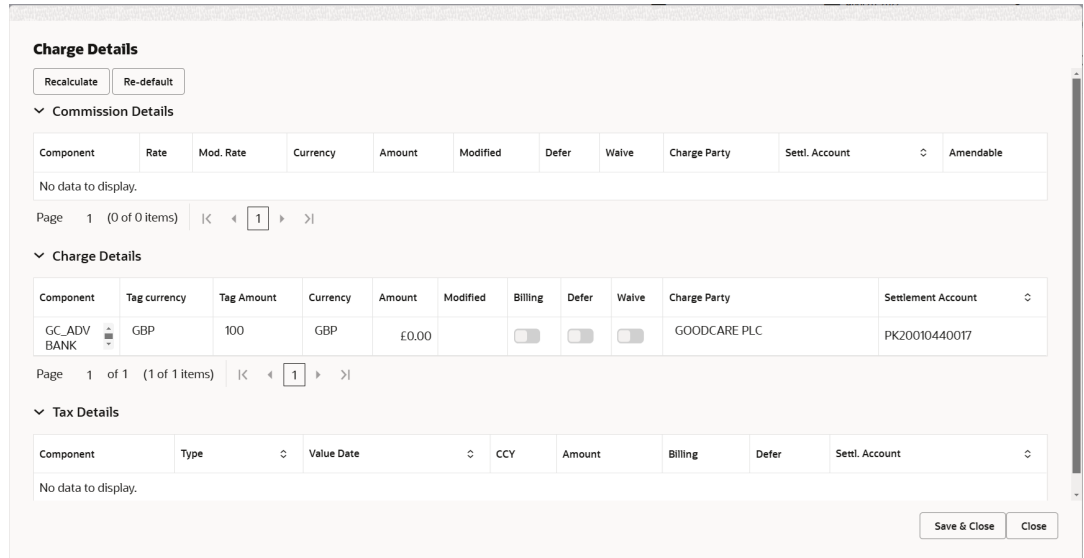 Charge Details
Recalculate Re-default
Commission Details
Component Rate Mod. Rate Currency Amount Modified Defer Waive Charge Party Settl. Account Amendable
No data to display.
Page 1 (0 of 0 items) 1
Charge Details
Component Tag currency Tag Amount Currency Amount Modified Billing Defer Waive Charge Party Settlement Account
GC_ADV BANK GBP 100 GBP £0.00 GOODCARE PLC PK20010440017
Page 1 of 1 (1 of 1 items) 1
Tax Details
Component Type Value Date CCY Amount Billing Defer Settl. Account
No data to display.
Save & Close Close